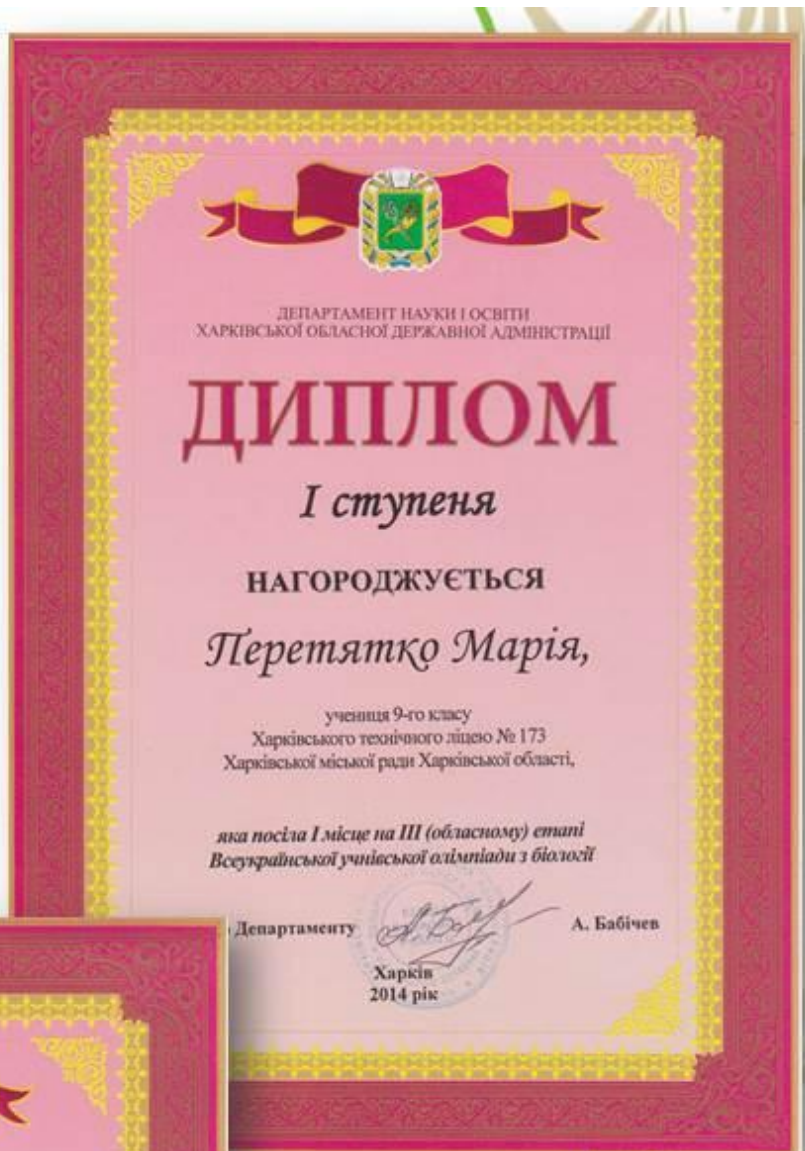 ДЕПАРТАМЕНТ НАУКИ І ОСВІТИ
ХАРКІВСЬКОЇ ОБЛАСНОЇ ДЕРЖАВНОЇ АДМІНІСТРАЦІЇ
ДИПЛОМ
І ступеня
НАГОРОДЖУЄТЬСЯ
Перетятко Марія,
учениця 9-го класу
Харківського технічного ліцею № 173
Харківської міської ради Харківської області,
яка посіла І місце на ІІІ (обласному) етапі
Всеукраїнської учнівської олімпіади з біології
Департаменту А. Бабічев
Харків
2014 рік